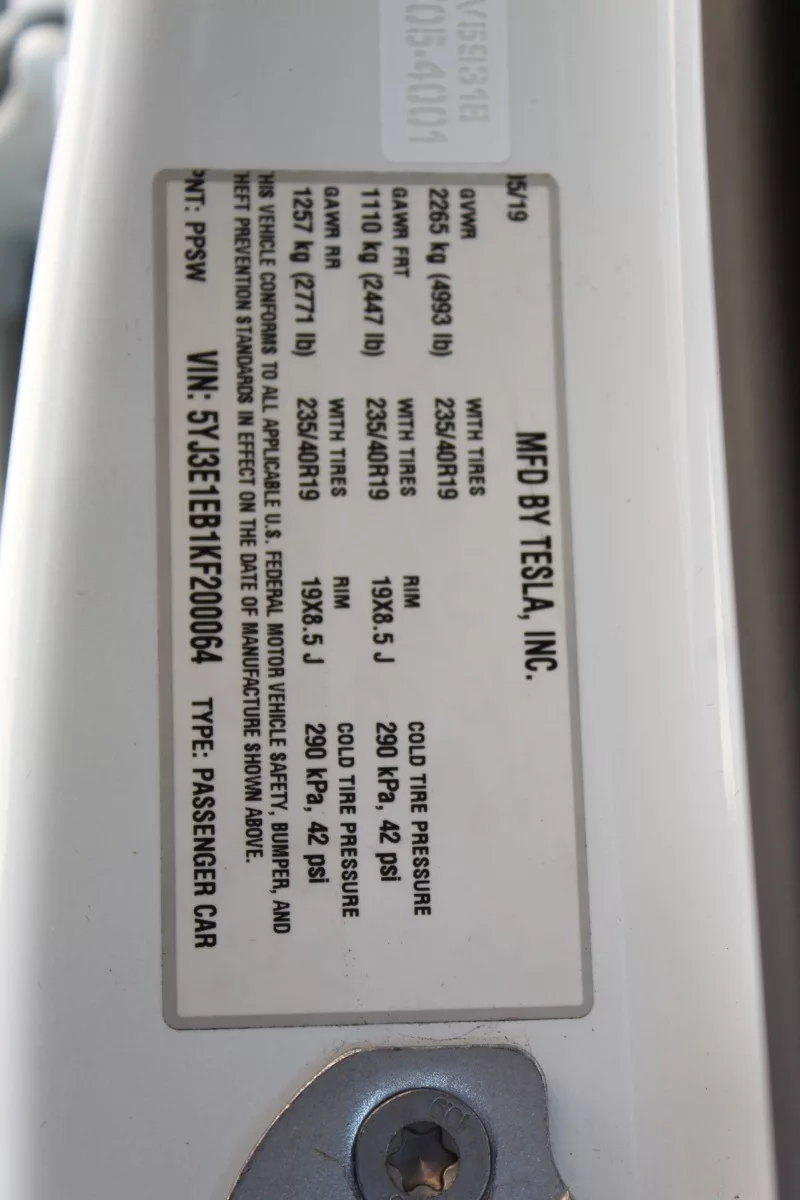 V159318
705-4001
MFD BY TESLA, INC.
05/19
GVWR WITH TIRES
2265 kg (4993 lb) 235/40R19
GAWR FRT WITH TIRES RIM COLD TIRE PRESSURE
1110 kg (2447 lb) 235/40R19 19X8.5 J 290 kPa, 42 psi
GAWR RR WITH TIRES RIM COLD TIRE PRESSURE
1257 kg (2771 lb) 235/40R19 19X8.5 J 290 kPa, 42 psi
THIS VEHICLE CONFORMS TO ALL APPLICABLE U.S. FEDERAL MOTOR VEHICLE SAFETY, BUMPER, AND
THEFT PREVENTION STANDARDS IN EFFECT ON THE DATE OF MANUFACTURE SHOWN ABOVE.
PNT: PPSW VIN: 5YJ3E1EB1KF200064 TYPE: PASSENGER CAR